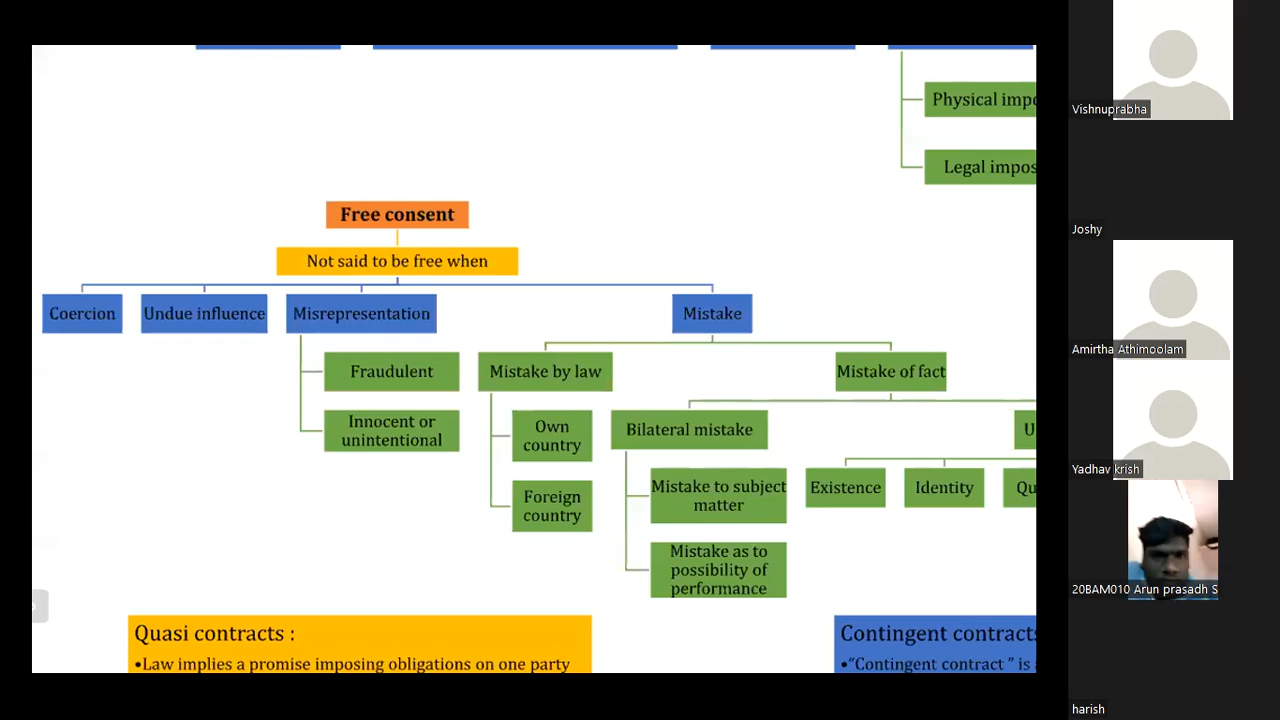 Physical
Legal
Free consent
Not said to be free when
Coercion
Undue influence
Misrepresentation
Mistake
Fraudulent
Innocent or
unintentional
Mistake by law
Mistake of fact
Own
country
Foreign
country
Bilateral mistake
Mistake to subject
matter
Mistake as to
possibility of
performance
Existence
Identity
Quasi contracts :
•Law implies a promise imposing obligations on one party
Contingent contracts
•“Contingent contract ” is
Vishnuprabha
Joshy
Amirtha Athimoolam
Yadhav krish
20BAM010 Arun prasadh S
harish